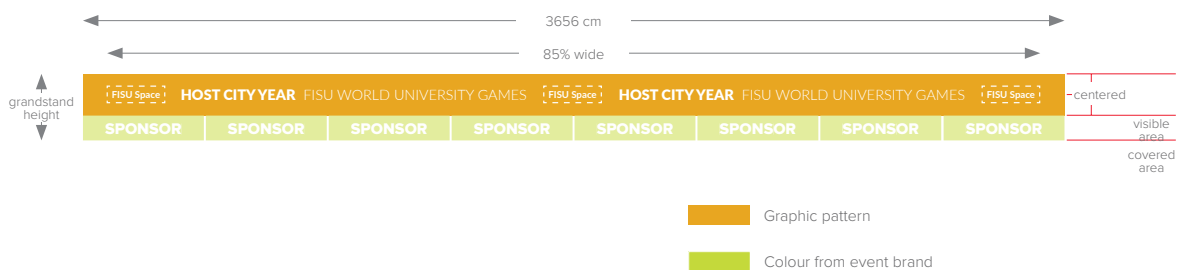 3656 cm
85% wide
grandstand
height
FISU Space HOST CITY YEAR FISU WORLD UNIVERSITY GAMES FISU Space HOST CITY YEAR FISU WORLD UNIVERSITY GAMES FISU Space
centered
SPONSOR SPONSOR SPONSOR SPONSOR SPONSOR SPONSOR SPONSOR SPONSOR
visible
area
covered
area
Graphic pattern
Colour from event brand